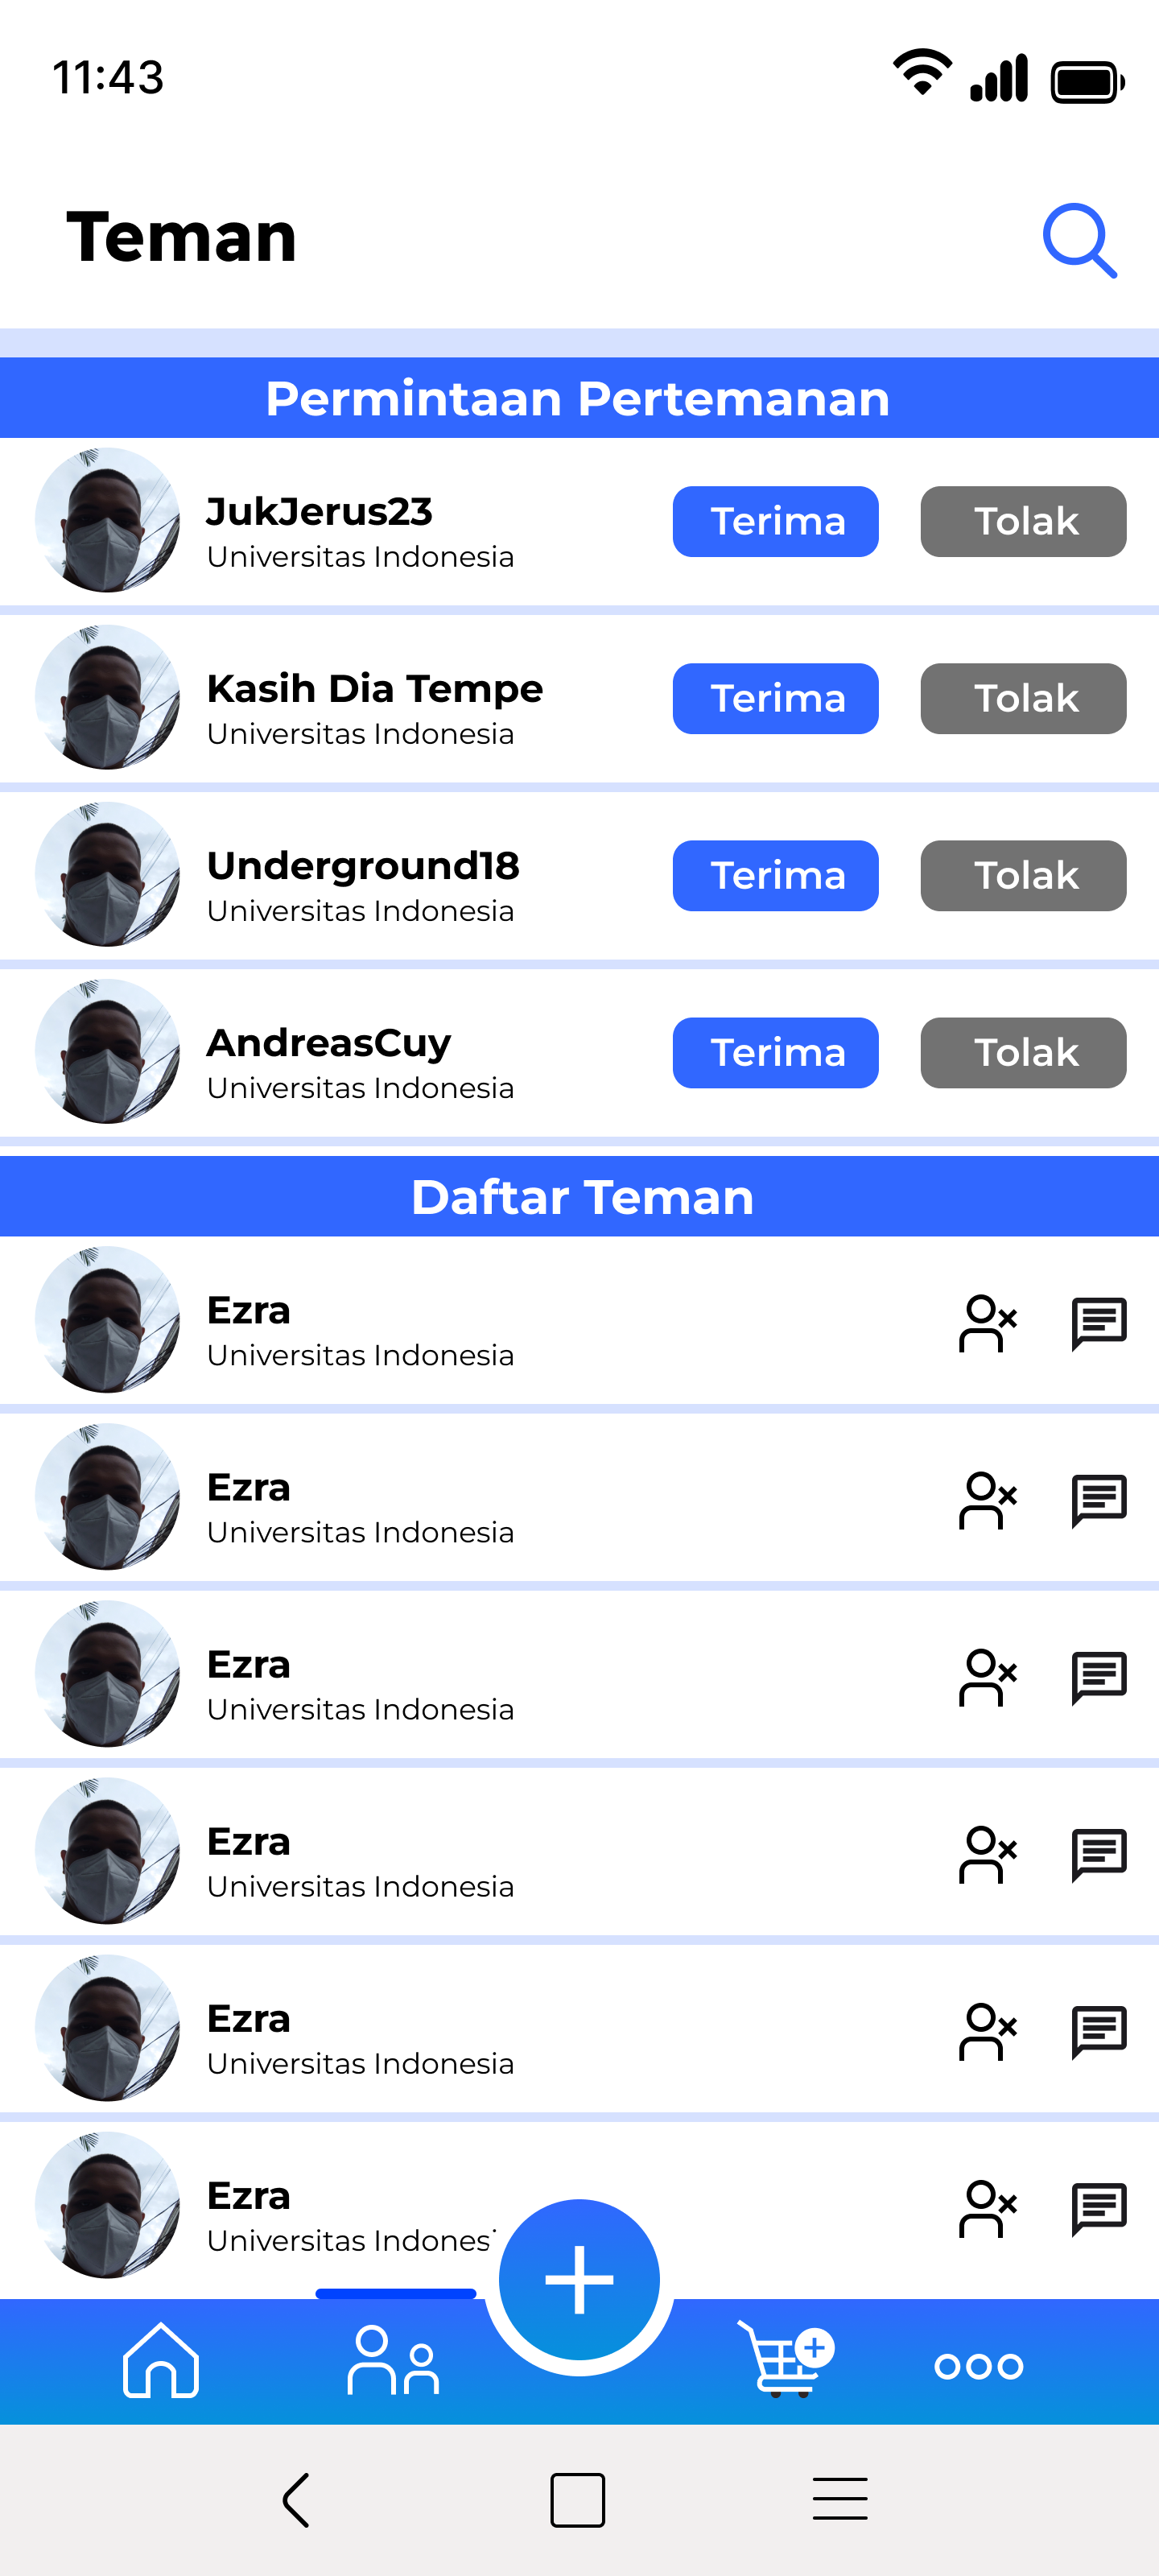 11:43
Teman
Permintaan Pertemanan
JukJerus23
Universitas Indonesia
Terima
Tolak
Kasih Dia Tempe
Universitas Indonesia
Terima
Tolak
Underground18
Universitas Indonesia
Terima
Tolak
AndreasCuy
Universitas Indonesia
Terima
Tolak
Daftar Teman
Ezra
Universitas Indonesia
Ezra
Universitas Indonesia
Ezra
Universitas Indonesia
Ezra
Universitas Indonesia
Ezra
Universitas Indonesia
Ezra
Universitas Indones